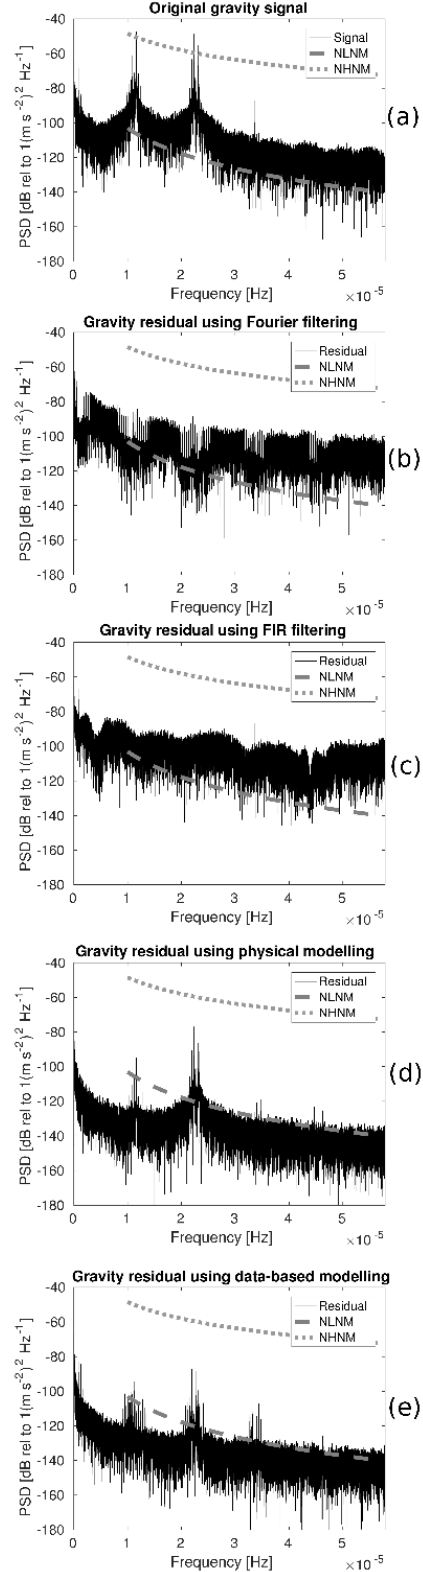 Original gravity signal
PSD [dB rel to 1(m s⁻²)² Hz⁻¹]
-40
-60
-80
-100
-120
-140
-160
-180
Signal
NLNM
NHNM
(a)
0 1 2 3 4 5
Frequency [Hz]
×10⁻⁵
Gravity residual using Fourier filtering
PSD [dB rel to 1(m s⁻²)² Hz⁻¹]
-40
-60
-80
-100
-120
-140
-160
-180
Residual
NLNM
NHNM
(b)
0 1 2 3 4 5
Frequency [Hz]
×10⁻⁵
Gravity residual using FIR filtering
PSD [dB rel to 1(m s⁻²)² Hz⁻¹]
-40
-60
-80
-100
-120
-140
-160
-180
Residual
NLNM
NHNM
(c)
0 1 2 3 4 5
Frequency [Hz]
×10⁻⁵
Gravity residual using physical modelling
PSD [dB rel to 1(m s⁻²)² Hz⁻¹]
-40
-60
-80
-100
-120
-140
-160
-180
Residual
NLNM
NHNM
(d)
0 1 2 3 4 5
Frequency [Hz]
×10⁻⁵
Gravity residual using data-based modelling
PSD [dB rel to 1(m s⁻²)² Hz⁻¹]
-40
-60
-80
-100
-120
-140
-160
-180
Residual
NLNM
NHNM
(e)
0 1 2 3 4 5
Frequency [Hz]
×10⁻⁵